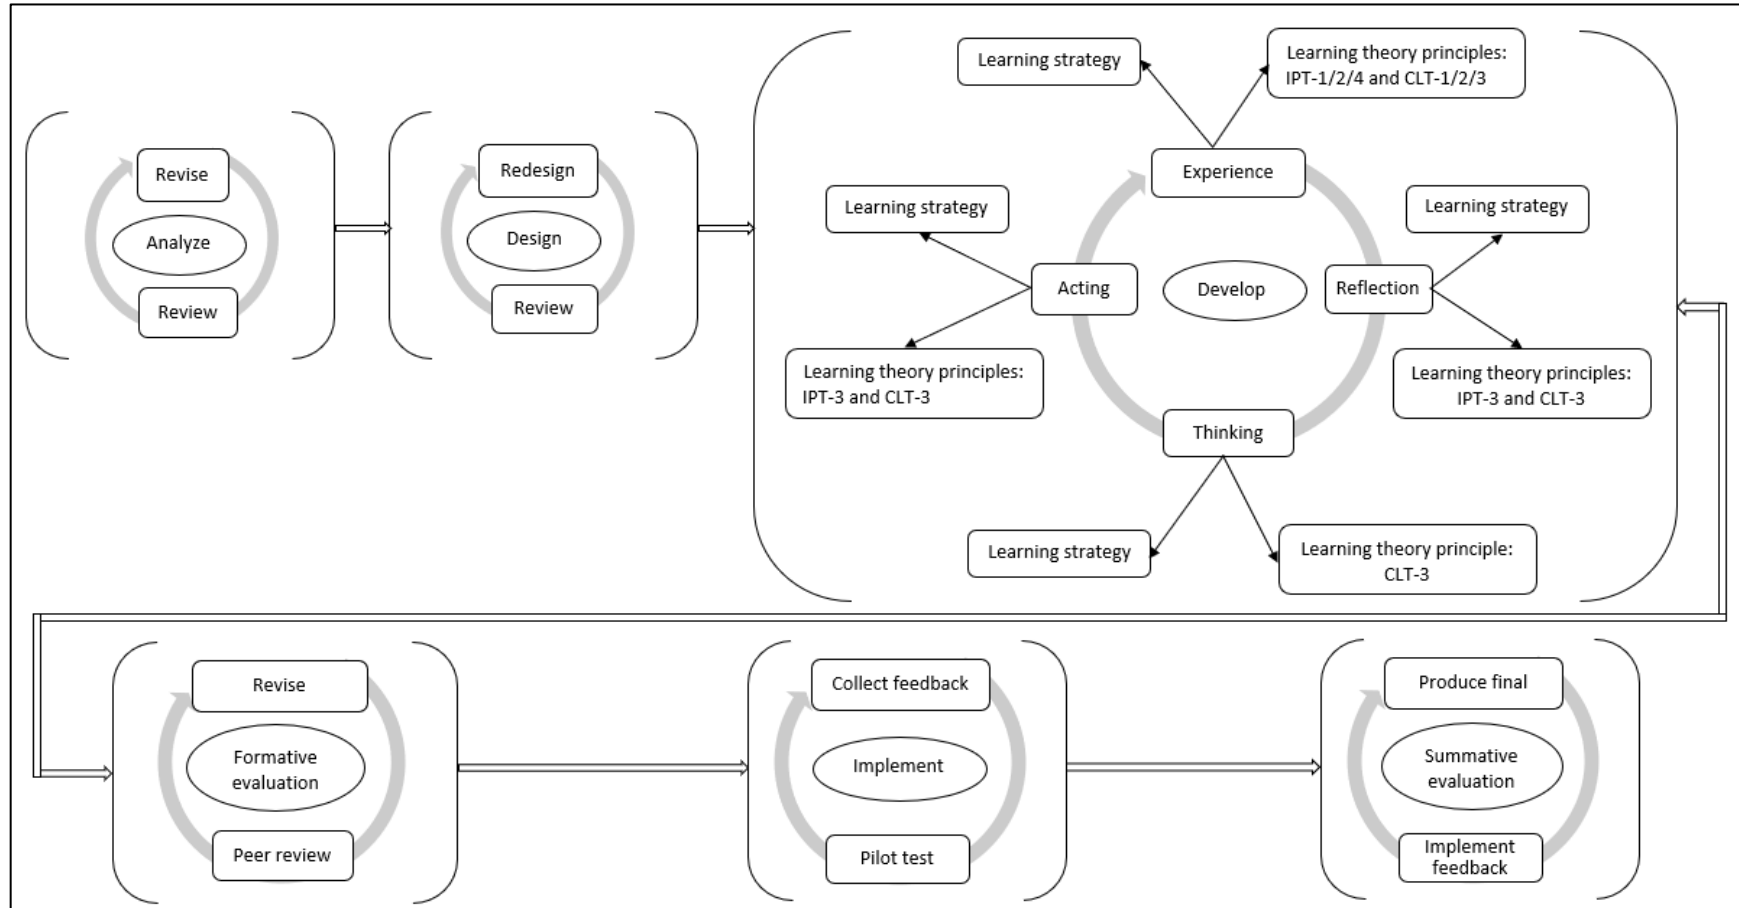 Revise
Analyze
Review
Redesign
Design
Review
Learning strategy
Learning theory principles:
IPT-1/2/4 and CLT-1/2/3
Experience
Learning strategy
Learning strategy
Acting
Develop
Reflection
Learning theory principles:
IPT-3 and CLT-3
Learning theory principles:
IPT-3 and CLT-3
Thinking
Learning strategy
Learning theory principle:
CLT-3
Revise
Formative
evaluation
Peer review
Collect feedback
Implement
Pilot test
Produce final
Summative
evaluation
Implement
feedback